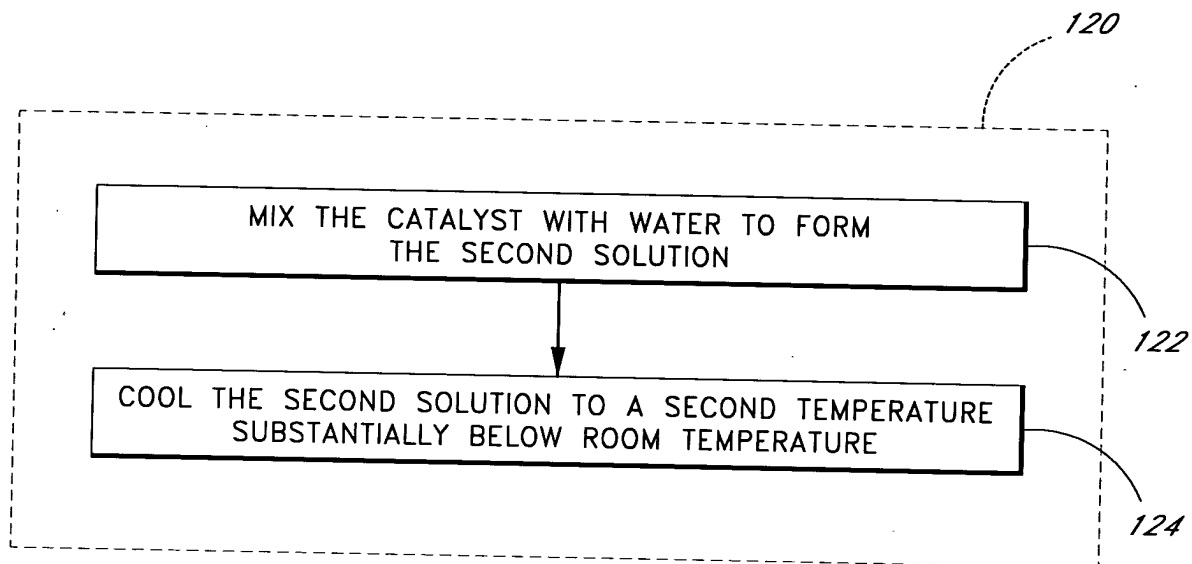 120
MIX THE CATALYST WITH WATER TO FORM
THE SECOND SOLUTION
122
COOL THE SECOND SOLUTION TO A SECOND TEMPERATURE
SUBSTANTIALLY BELOW ROOM TEMPERATURE
124